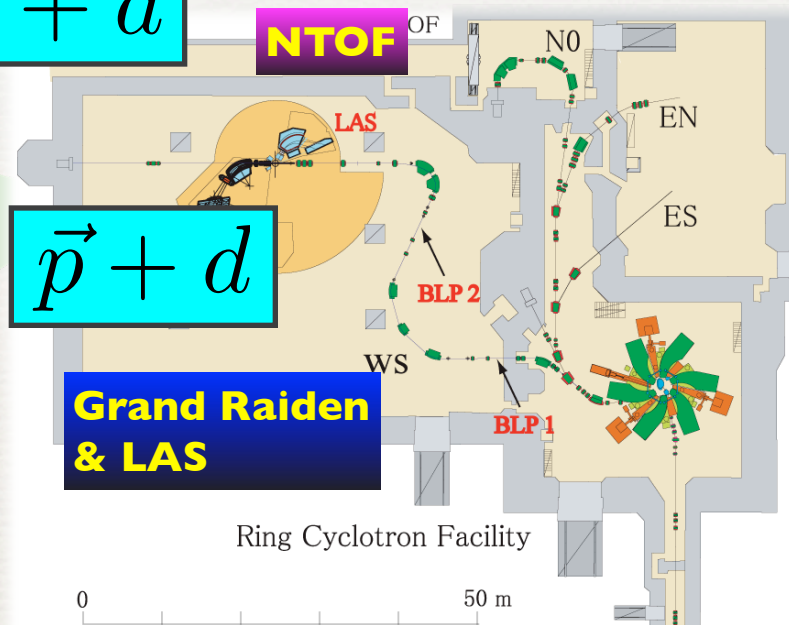 + d
NTOF
OF
N0
LAS
EN
ES
p⃗ + d
BLP 2
WS
Grand Raiden
& LAS
BLP 1
Ring Cyclotron Facility
0
50 m